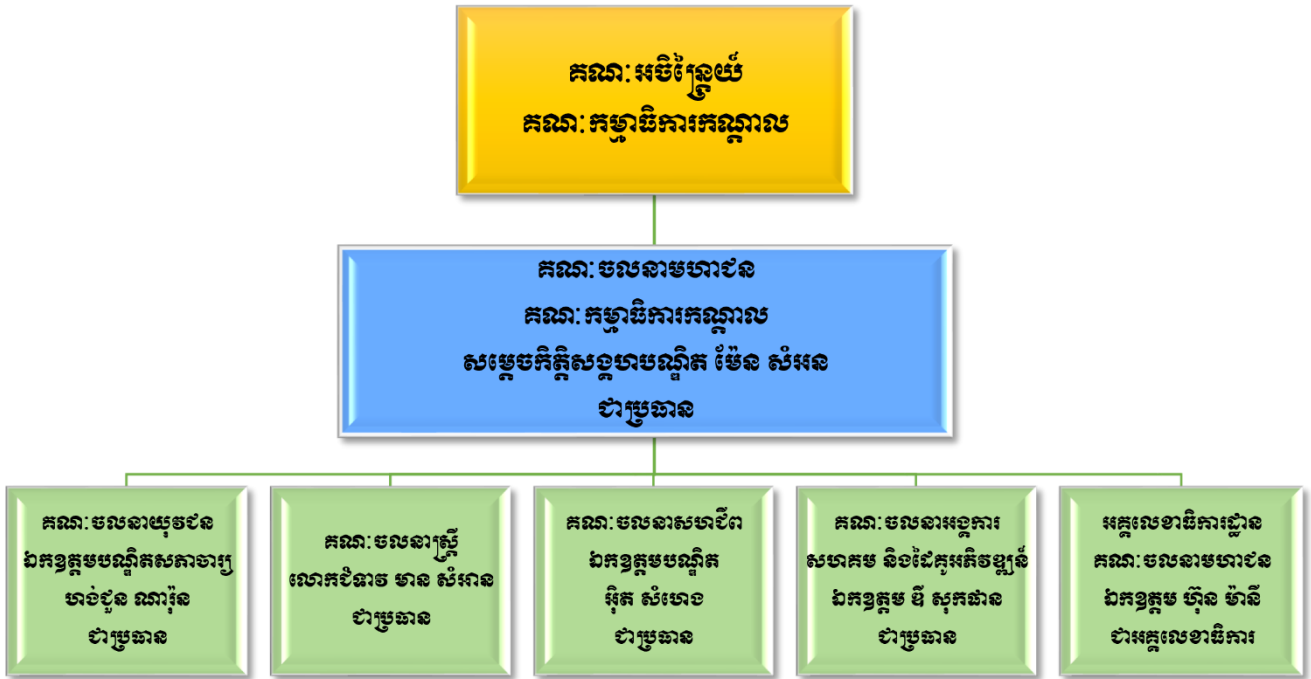 គណៈអចិន្ត្រៃយ៍
គណៈកម្មាធិការកណ្តាល
គណៈចលនាមហាជន
គណៈកម្មាធិការកណ្តាល
សម្តេចកិត្តិសង្គហបណ្ឌិត ម៉ែន សំអន
ជាប្រធាន
គណៈចលនាយុវជន
ឯកឧត្តមបណ្ឌិតសភាចារ្យ
ហង់ជួន ណារ៉ុន
ជាប្រធាន
គណៈចលនាស្ត្រី
លោកជំទាវ មាន សំអាន
ជាប្រធាន
គណៈចលនាសហជីព
ឯកឧត្តមបណ្ឌិត
អ៊ិត សំហេង
ជាប្រធាន
គណៈចលនាអង្គការ
សហគម និងដៃគូអភិវឌ្ឍន៍
ឯកឧត្តម ឌី សុកផាន
ជាប្រធាន
អគ្គលេខាធិការដ្ឋាន
គណៈចលនាមហាជន
ឯកឧត្តម ហ៊ុន ម៉ានី
ជាអគ្គលេខាធិការ